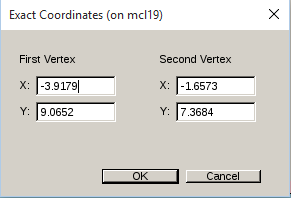 Exact Coordinates (on mcl19)
First Vertex Second Vertex
X: -3.9179 X: -1.6573
Y: 9.0652 Y: 7.3684
OK Cancel